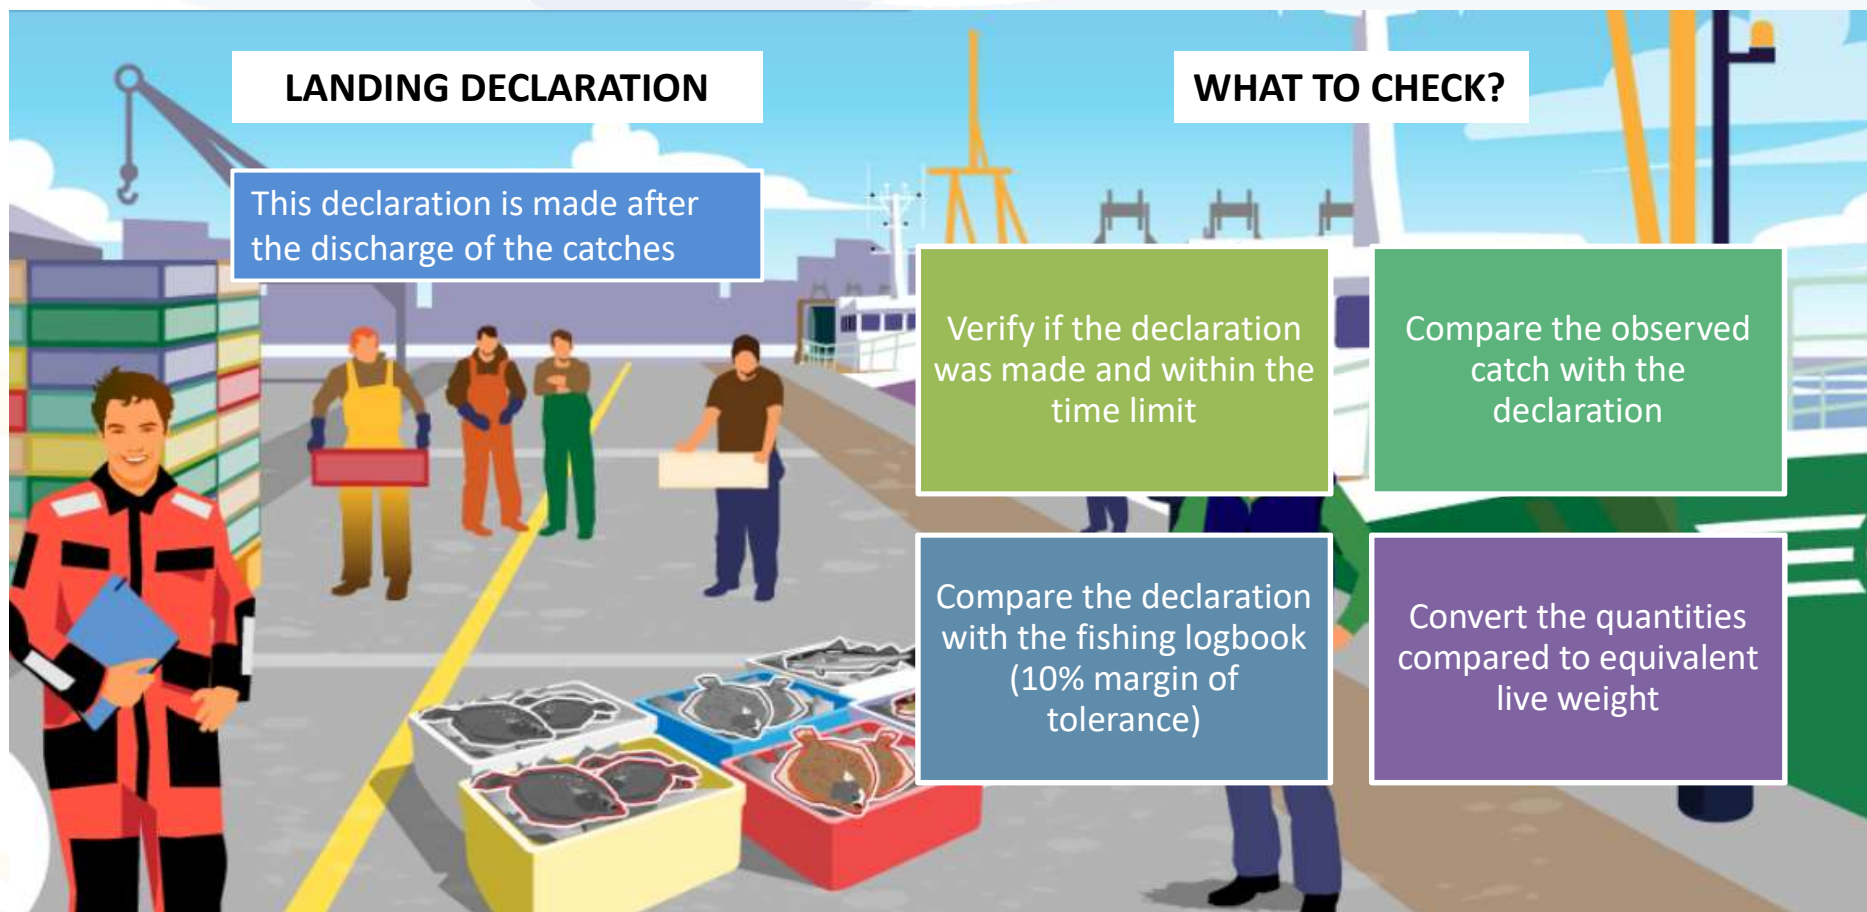 LANDING DECLARATION
This declaration is made after
the discharge of the catches
WHAT TO CHECK?
Verify if the declaration
was made and within the
time limit
Compare the observed
catch with the
declaration
Compare the declaration
with the fishing logbook
(10% margin of
tolerance)
Convert the quantities
compared to equivalent
live weight